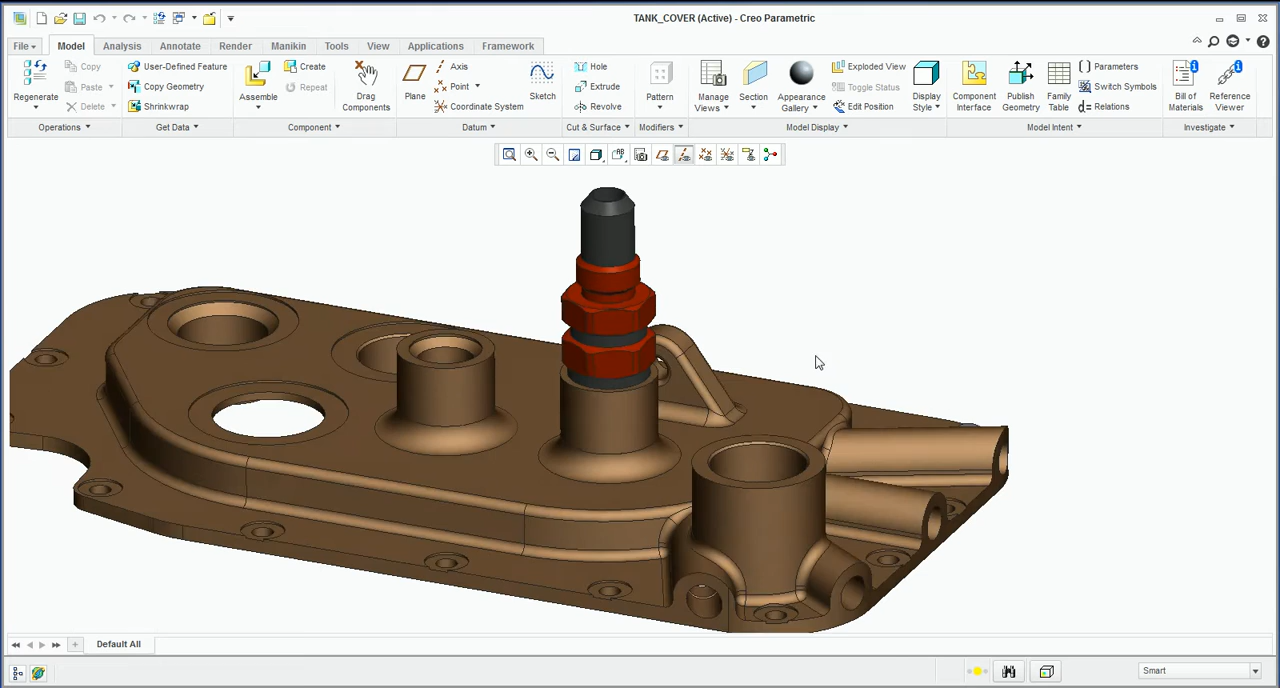 TANK_COVER (Active) - Creo Parametric
File Model Analysis Annotate Render Manikin Tools View Applications Framework
Regenerate
Copy
Paste
Delete
Operations
User-Defined Feature
Copy Geometry
Shrinkwrap
Get Data
Assemble
Create
Repeat
Drag
Components
Component
Plane
Axis
Point
Coordinate System
Sketch
Datum
Hole
Extrude
Revolve
Cut & Surface
Pattern
Modifiers
Manage
Views
Section
Appearance
Gallery
Exploded View
Toggle Status
Edit Position
Display
Style
Model Display
Component
Interface
Publish
Geometry
Family
Table
Parameters
Switch Symbols
d= Relations
Model Intent
Bill of
Materials
Reference
Viewer
Investigate
Default All
Smart